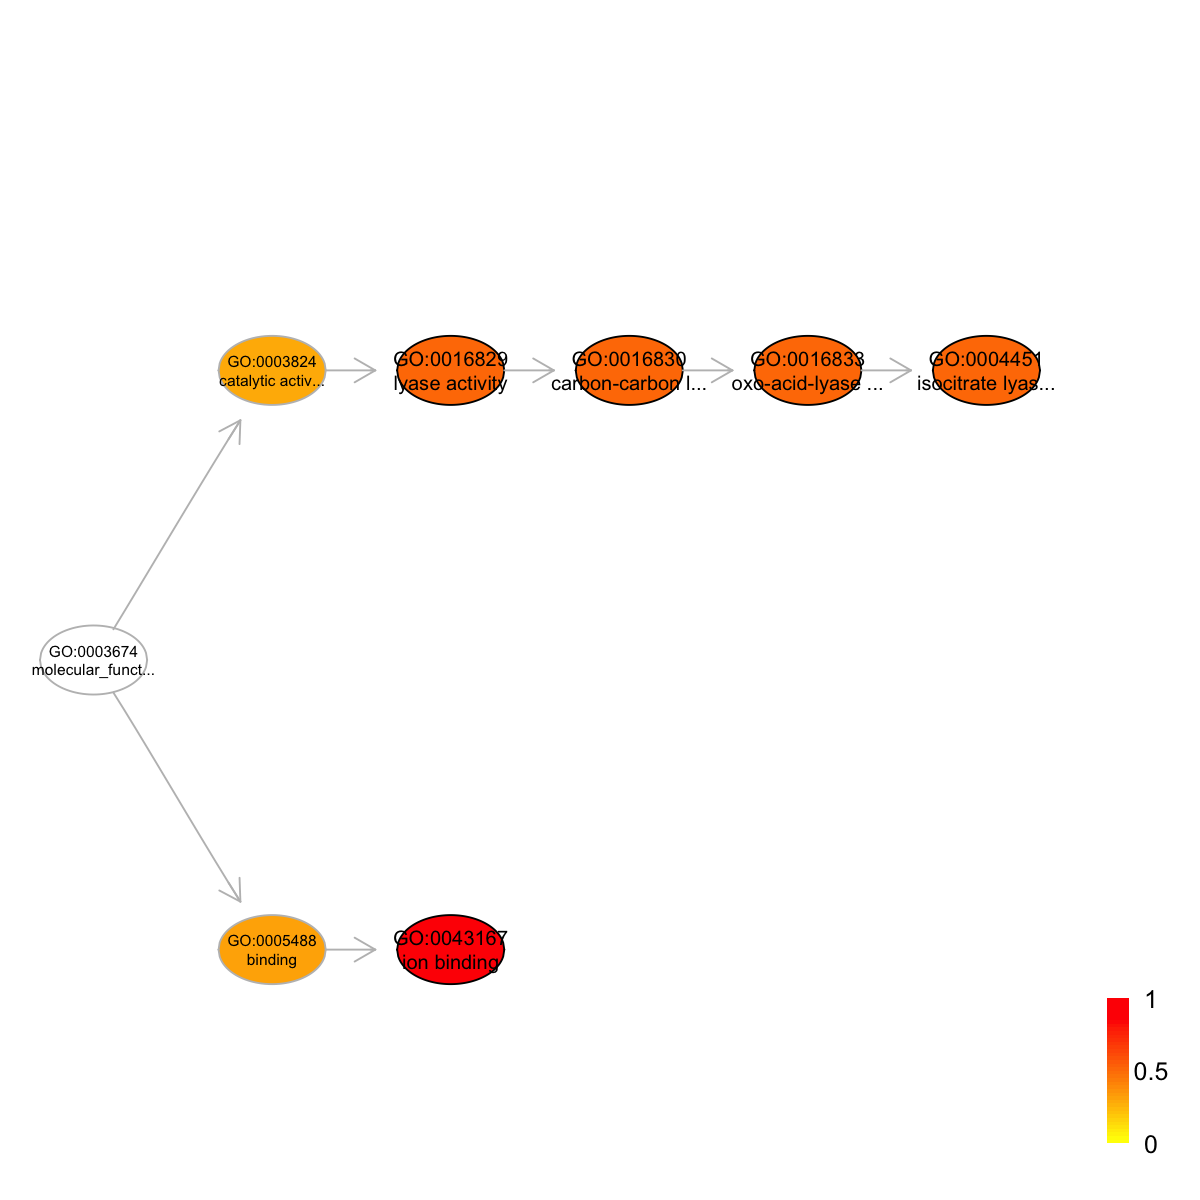 GO:0003824
catalytic activ...
GO:0016829
lyase activity
GO:0016830
carbon-carbon l...
GO:0016833
oxo-acid-lyase ...
GO:0004451
isocitrate lyas...
GO:0003674
molecular_funct...
GO:0005488
binding
GO:0043167
ion binding
1
0.5
0